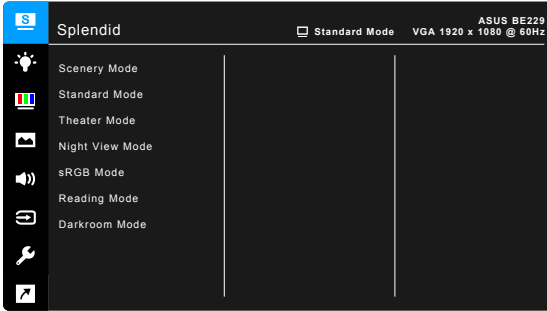 S
Splendid
Standard Mode
ASUS BE229
VGA 1920 x 1080 @ 60Hz
Scenery Mode
Standard Mode
Theater Mode
Night View Mode
sRGB Mode
Reading Mode
Darkroom Mode